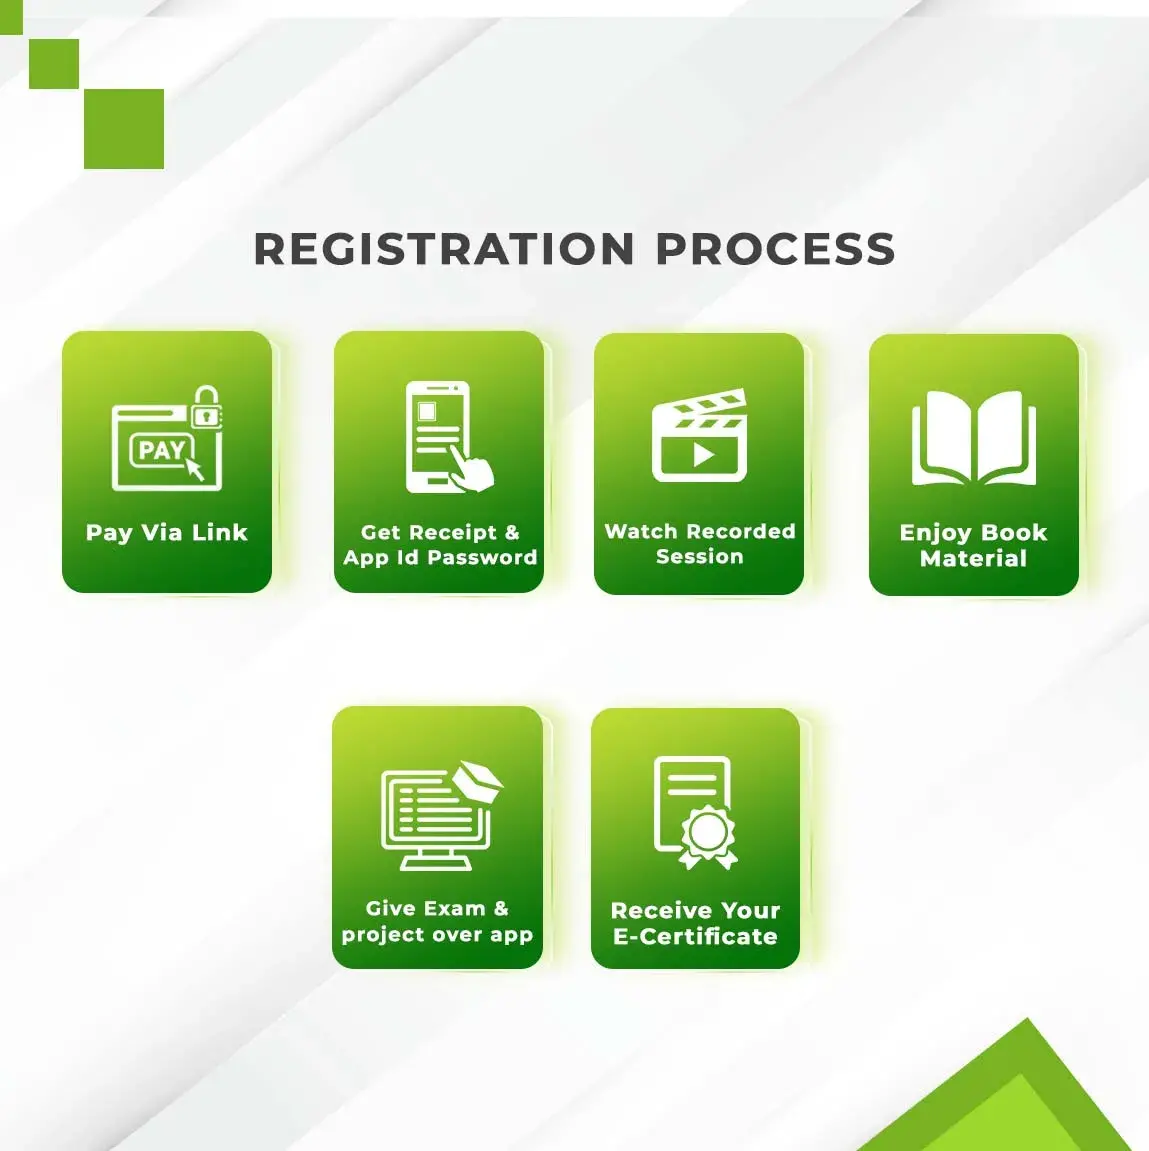 REGISTRATION PROCESS
PAY
Pay Via Link
Get Receipt &
App Id Password
Watch Recorded
Session
Enjoy Book
Material
Give Exam &
project over app
Receive Your
E-Certificate